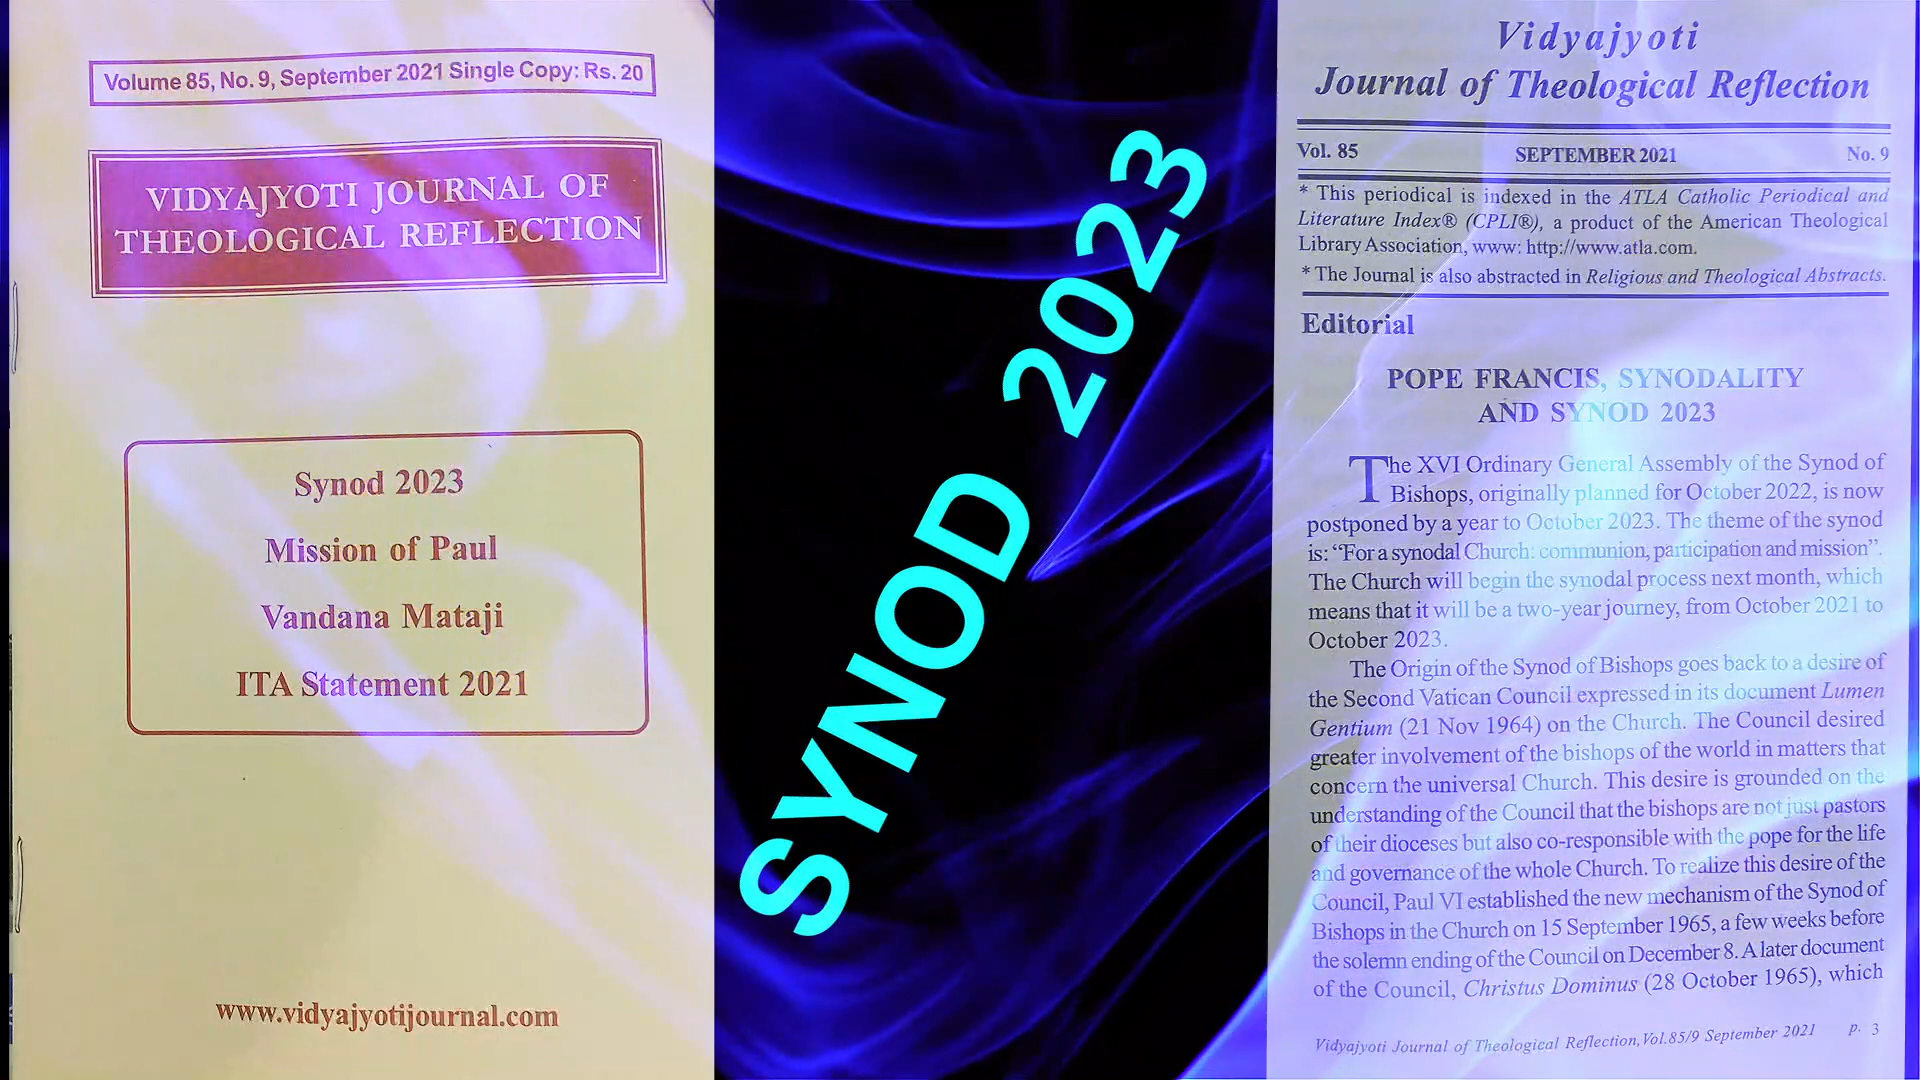 Volume 85, No. 9, September 2021 Single Copy: Rs. 20
VIDYAJYOTI JOURNAL OF
THEOLOGICAL REFLECTION
Synod 2023
Mission of Paul
Vandana Mataji
ITA Statement 2021
www.vidyajyotijournal.com
SYNOD 2023
Vidyajyoti
Journal of Theological Reflection
Vol. 85 SEPTEMBER 2021 No. 9
* This periodical is indexed in the ATLA Catholic Periodical and
Literature Index® (CPLI®), a product of the American Theological
Library Association, www: http://www.atla.com.
* The Journal is also abstracted in Religious and Theological Abstracts.
Editorial
POPE FRANCIS, SYNODALITY
AND SYNOD 2023
The XVI Ordinary General Assembly of the Synod of
Bishops, originally planned for October 2022, is now
postponed by a year to October 2023. The theme of the synod
is: “For a synodal Church: communion, participation and mission”.
The Church will begin the synodal process next month, which
means that it will be a two-year journey, from October 2021 to
October 2023.
The Origin of the Synod of Bishops goes back to a desire of
the Second Vatican Council expressed in its document Lumen
Gentium (21 Nov 1964) on the Church. The Council desired
greater involvement of the bishops of the world in matters that
concern the universal Church. This desire is grounded on the
understanding of the Council that the bishops are not just pastors
of their dioceses but also co-responsible with the pope for the life
and governance of the whole Church. To realize this desire of the
Council, Paul VI established the new mechanism of the Synod of
Bishops in the Church on 15 September 1965, a few weeks before
the solemn ending of the Council on December 8. A later document
of the Council, Christus Dominus (28 October 1965), which
Vidyajyoti Journal of Theological Reflection, Vol.85/9 September 2021 p. 3